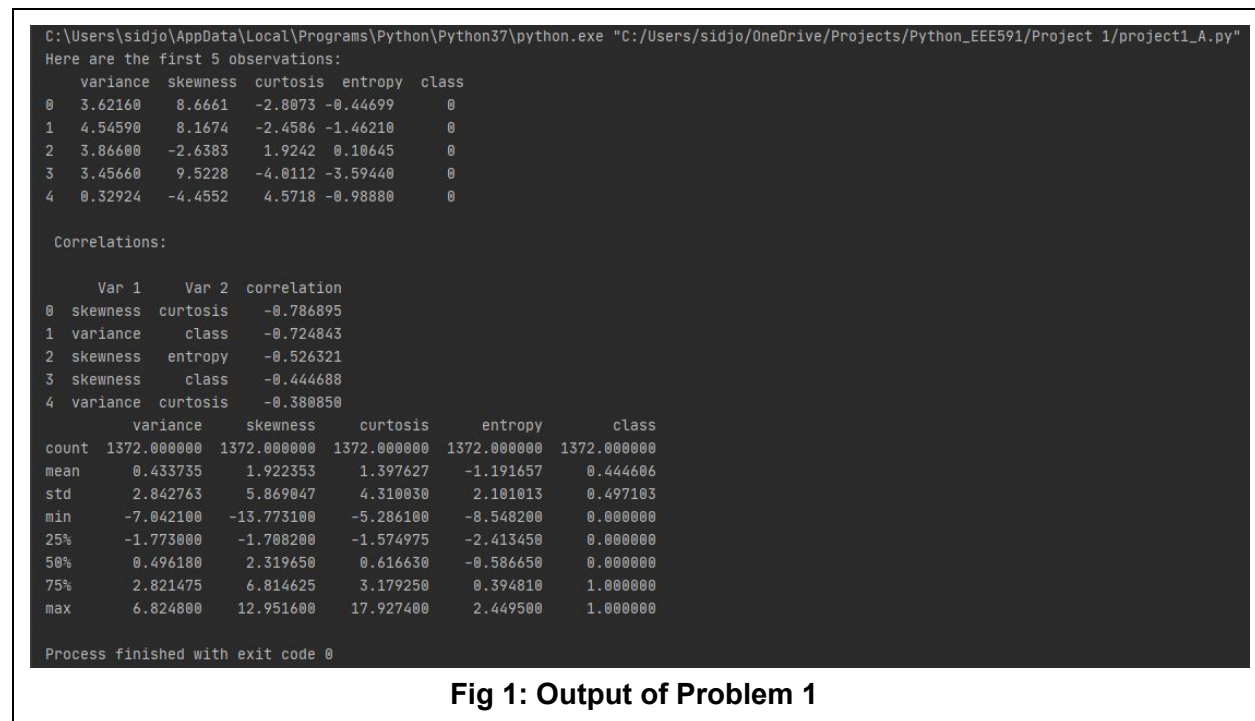 C:\Users\sidjo\AppData\Local\Programs\Python\Python37\python.exe "C:/Users/sidjo/OneDrive/Projects/Python_EEE591/Project 1/project1_A.py"
Here are the first 5 observations:
variance skewness curtosis entropy class
0 3.62160 8.6661 -2.8073 -0.44699 0
1 4.54590 8.1674 -2.4586 -1.46210 0
2 3.86600 -2.6383 1.9242 0.10645 0
3 3.45660 9.5228 -4.0112 -3.59440 0
4 0.32924 -4.4552 4.5718 -0.98880 0
Correlations:
Var 1 Var 2 correlation
0 skewness curtosis -0.786895
1 variance class -0.724843
2 skewness entropy -0.526321
3 skewness class -0.444688
4 variance curtosis -0.380850
variance skewness curtosis entropy class
count 1372.000000 1372.000000 1372.000000 1372.000000 1372.000000
mean 0.433735 1.922353 1.397627 -1.191657 0.444606
std 2.842763 5.869047 4.310030 2.101013 0.497103
min -7.042100 -13.773100 -5.286100 -8.548200 0.000000
25% -1.773000 -1.708200 -1.574975 -2.413450 0.000000
50% 0.496180 2.319650 0.616630 -0.586650 0.000000
75% 2.821475 6.814625 3.179250 0.394810 1.000000
max 6.824800 12.951600 17.927400 2.449500 1.000000
Process finished with exit code 0
Fig 1: Output of Problem 1